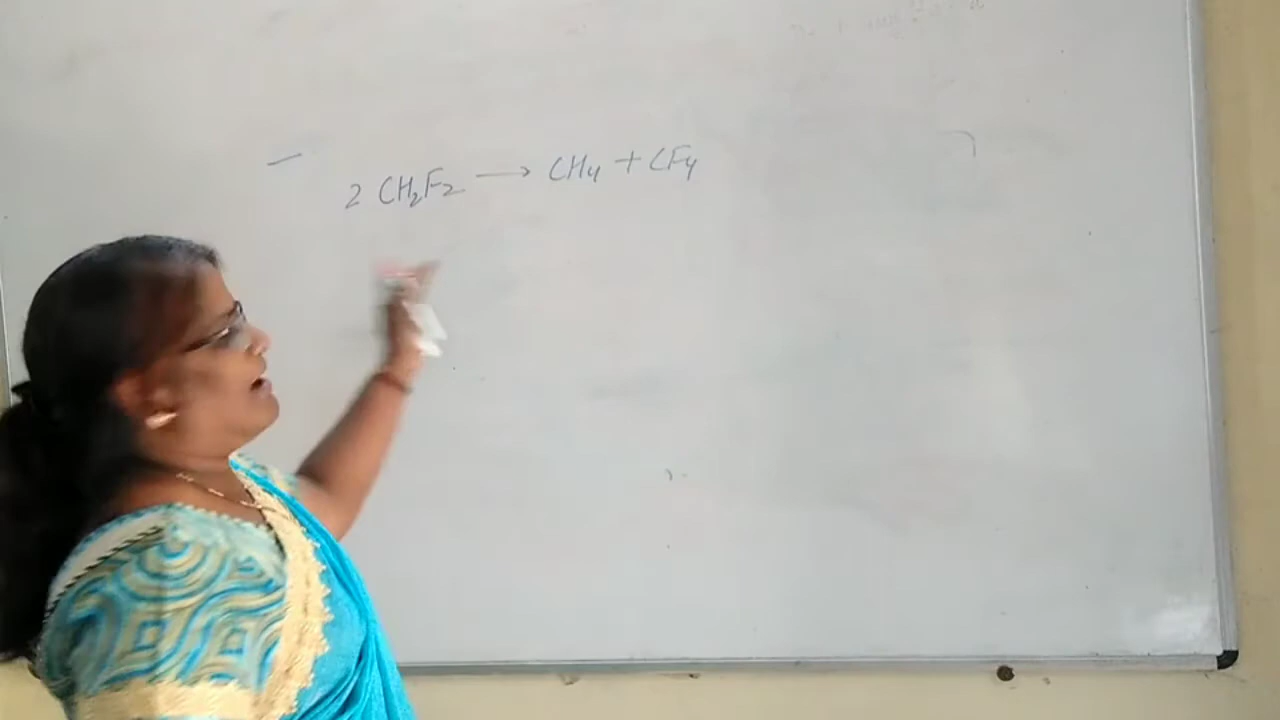 2 CH₂F₂ ⟶ CH₄ + CF₄